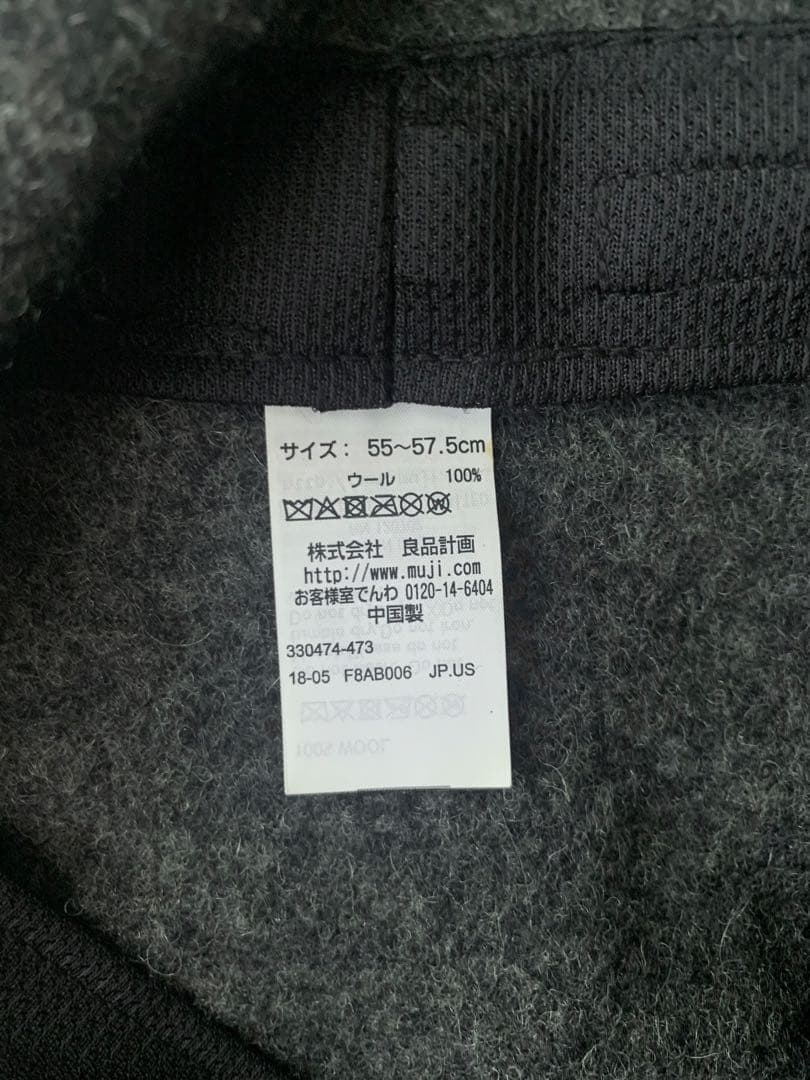 サイズ： 55～57.5cm
ウール 100%
株式会社 良品計画
http://www.muji.com
お客様室でんわ 0120-14-6404
中国製
330474-473
18-05 F8AB006 JP.US
100% WOOL